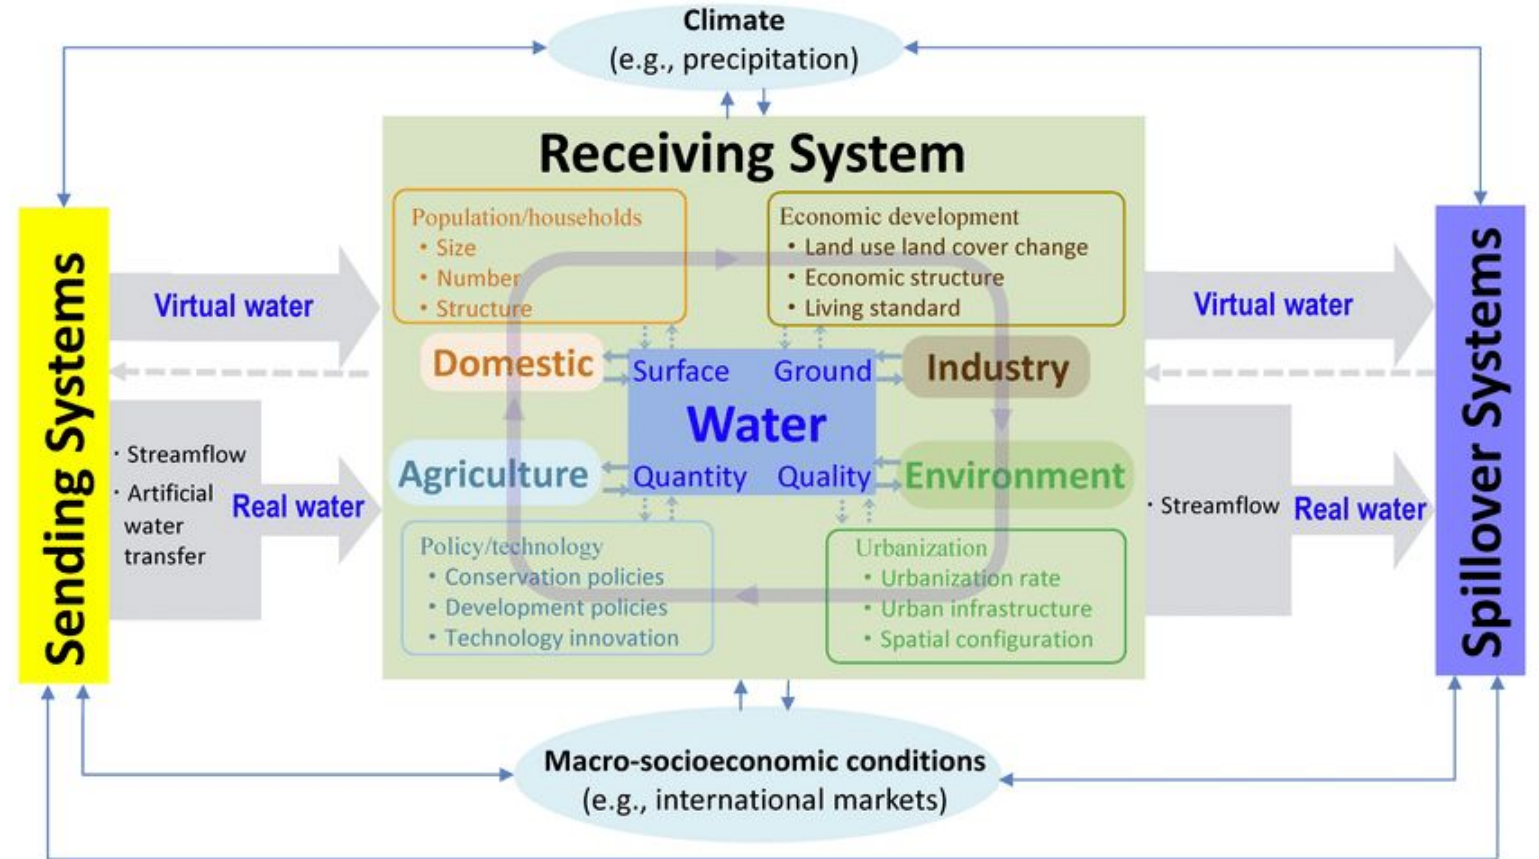 Climate
(e.g., precipitation)
Receiving System
Sending Systems
Virtual water
· Streamflow
· Artificial
water
transfer
Real water
Population/households
• Size
• Number
• Structure
Economic development
• Land use land cover change
• Economic structure
• Living standard
Domestic
Surface Ground
Industry
Water
Agriculture
Quantity Quality
Environment
Policy/technology
• Conservation policies
• Development policies
• Technology innovation
Urbanization
• Urbanization rate
• Urban infrastructure
• Spatial configuration
Virtual water
· Streamflow
Real water
Spillover Systems
Macro-socioeconomic conditions
(e.g., international markets)